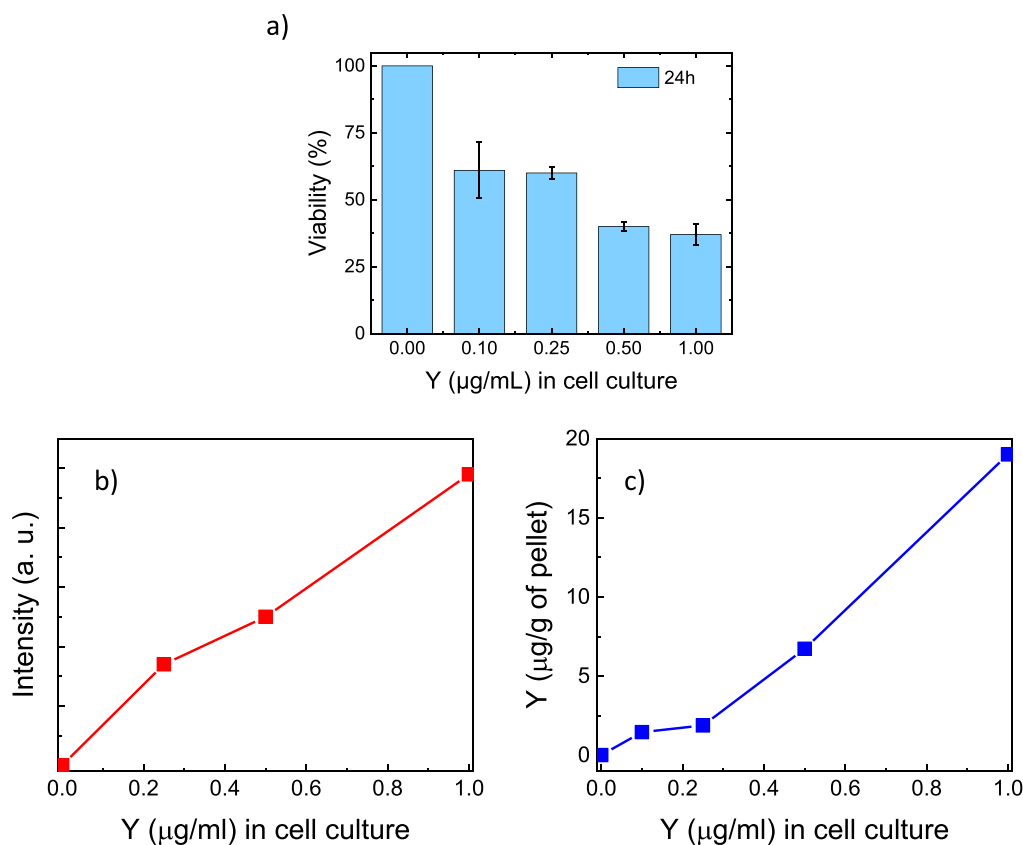 a)
24h
Viability (%)
100
75
50
25
0
0.00 0.10 0.25 0.50 1.00
Y (µg/mL) in cell culture
b)
Intensity (a. u.)
0.0 0.2 0.4 0.6 0.8 1.0
Y (μg/ml) in cell culture
c)
Y (μg/g of pellet)
20
15
10
5
0
0.0 0.2 0.4 0.6 0.8 1.0
Y (μg/ml) in cell culture